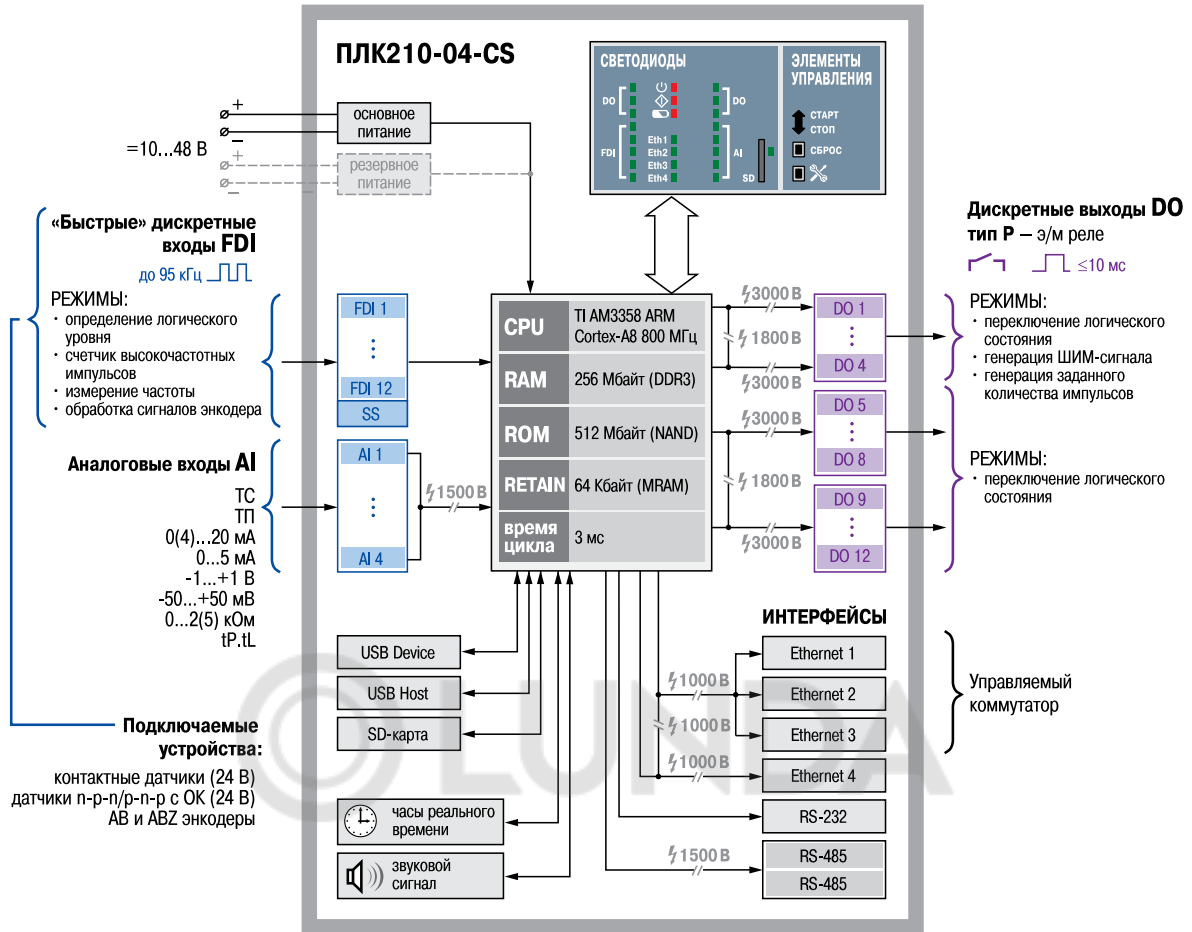 ПЛК210-04-CS
СВЕТОДИОДЫ
DO
DO
FDI
Eth1
Eth2
Eth3
Eth4
AI
SD
ЭЛЕМЕНТЫ
УПРАВЛЕНИЯ
СТАРТ
СТОП
СБРОС
+
−
=10...48 В
+
−
основное
питание
резервное
питание
«Быстрые» дискретные
входы FDI
до 95 кГц
РЕЖИМЫ:
· определение логического
уровня
· счетчик высокочастотных
импульсов
· измерение частоты
· обработка сигналов энкодера
FDI 1
FDI 12
SS
Аналоговые входы AI
ТС
ТП
0(4)...20 мА
0...5 мА
-1...+1 В
-50...+50 мВ
0...2(5) кОм
tP.tL
AI 1
AI 4
1500 В
Подключаемые
устройства:
контактные датчики (24 В)
датчики n-p-n/p-n-p с ОК (24 В)
AB и ABZ энкодеры
CPU
TI AM3358 ARM
Cortex-A8 800 МГц
RAM
256 Мбайт (DDR3)
ROM
512 Мбайт (NAND)
RETAIN
64 Кбайт (MRAM)
время
цикла
3 мс
3000 В
1800 В
3000 В
3000 В
1800 В
3000 В
DO 1
DO 4
DO 5
DO 8
DO 9
DO 12
Дискретные выходы DO
тип Р – э/м реле
≤10 мс
РЕЖИМЫ:
· переключение логического
состояния
· генерация ШИМ-сигнала
· генерация заданного
количества импульсов
РЕЖИМЫ:
· переключение логического
состояния
USB Device
USB Host
SD-карта
часы реального
времени
звуковой
сигнал
ИНТЕРФЕЙСЫ
1000 В
1000 В
1000 В
1500 В
Ethernet 1
Ethernet 2
Ethernet 3
Ethernet 4
RS-232
RS-485
RS-485
Управляемый
коммутатор
LUNDA